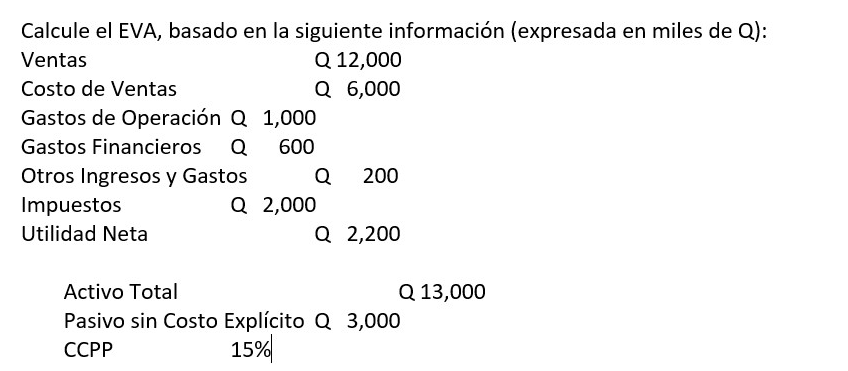 Calcule el EVA, basado en la siguiente información (expresada en miles de Q):
Ventas Q 12,000
Costo de Ventas Q 6,000
Gastos de Operación Q 1,000
Gastos Financieros Q 600
Otros Ingresos y Gastos Q 200
Impuestos Q 2,000
Utilidad Neta Q 2,200
Activo Total Q 13,000
Pasivo sin Costo Explícito Q 3,000
CCPP 15%